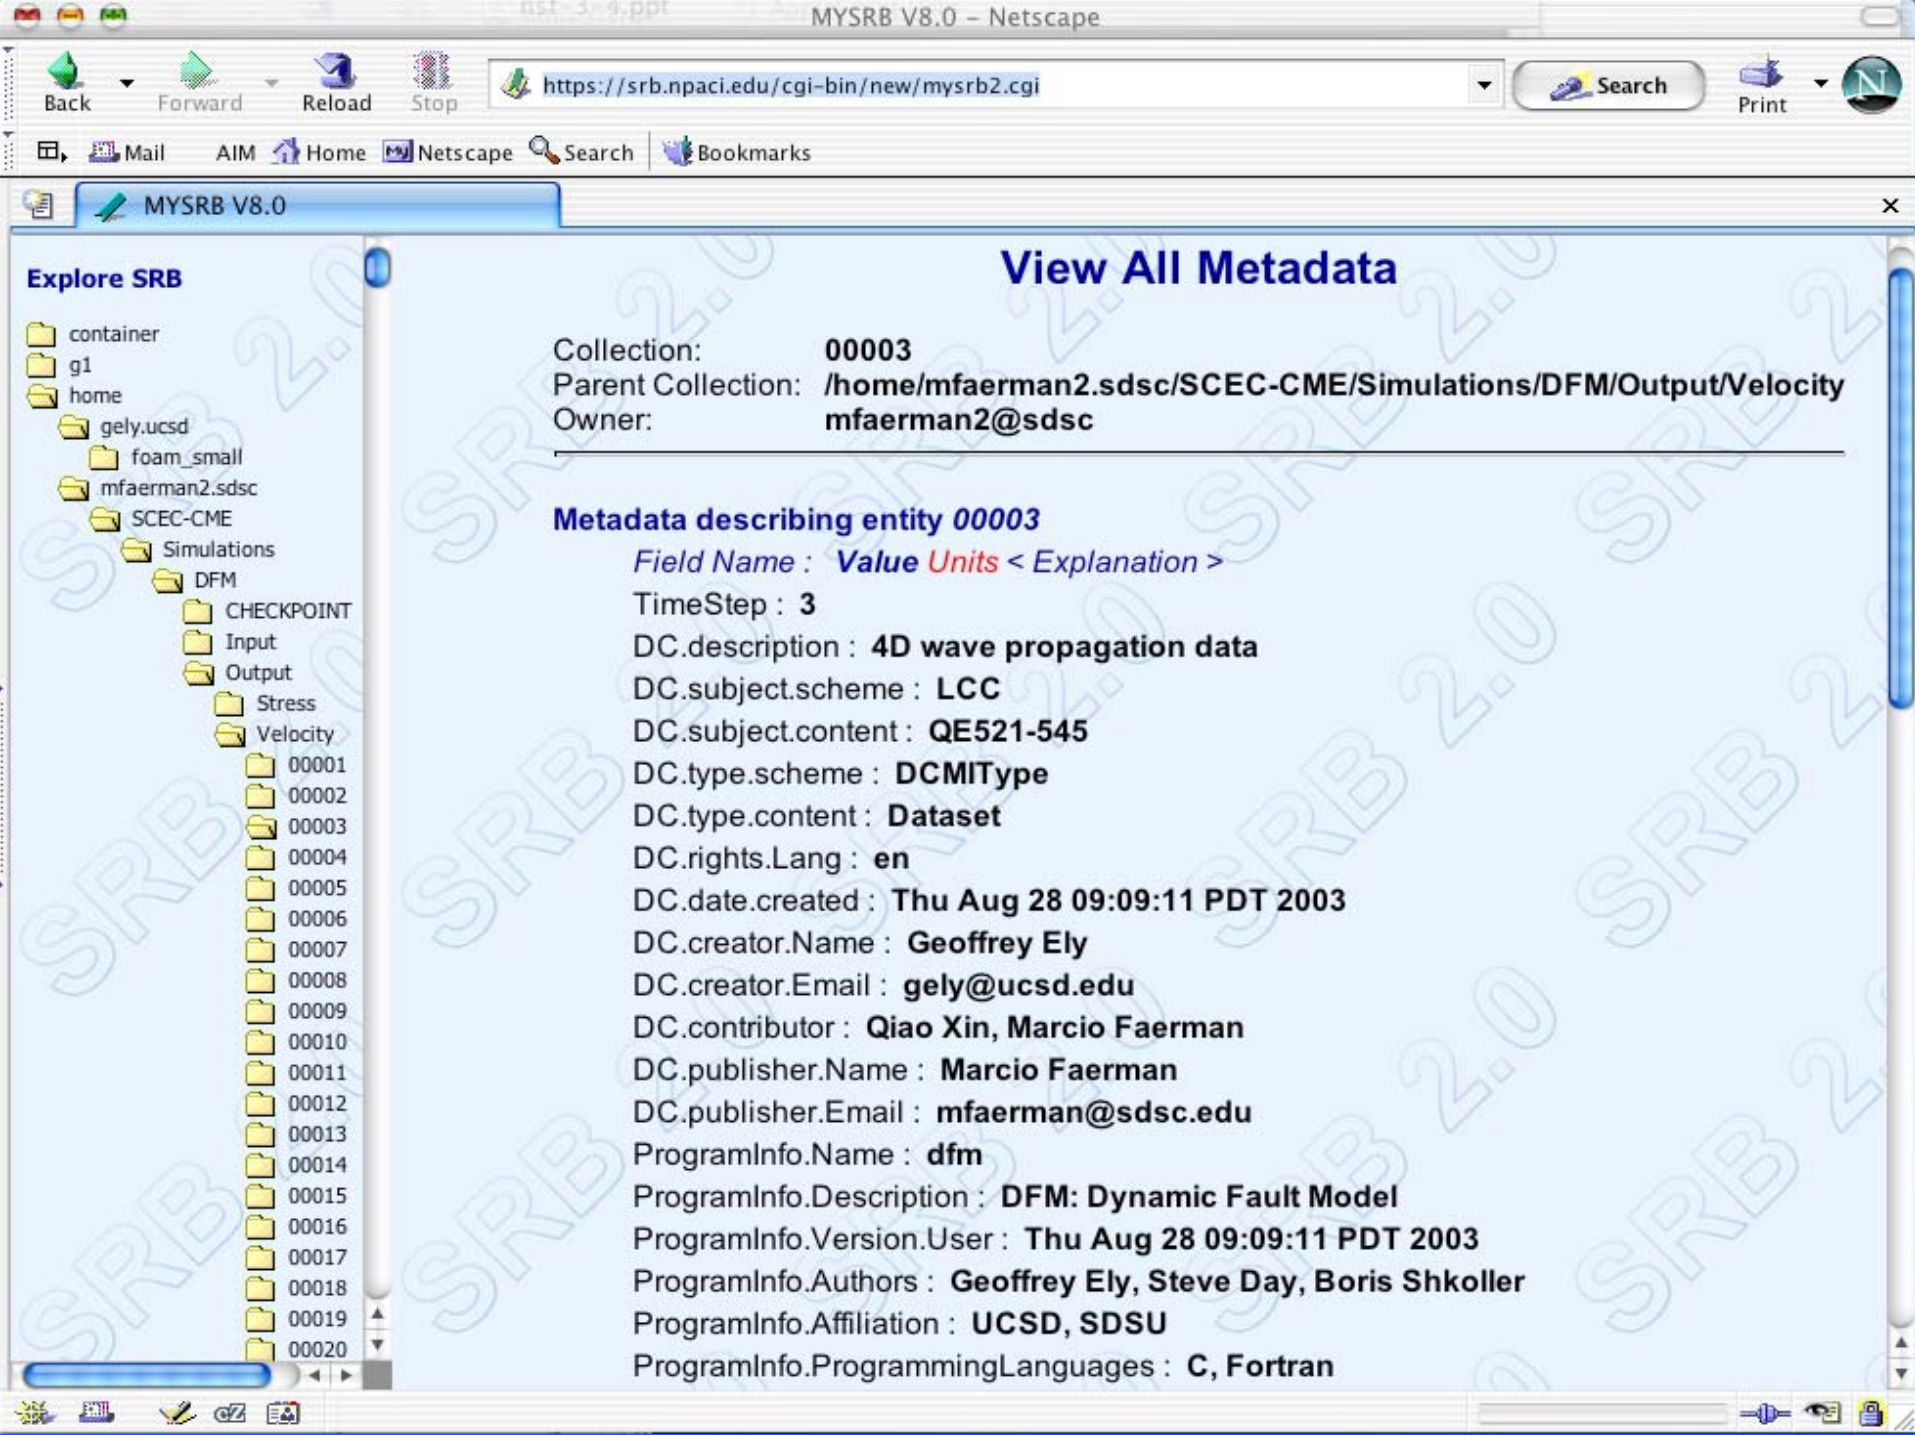 nst-3-4.ppt
MYSRB V8.0 – Netscape
Back
Forward
Reload
Stop
https://srb.npaci.edu/cgi-bin/new/mysrb2.cgi
Search
Print
N
Mail
AIM
Home
My Netscape
Search
Bookmarks
MYSRB V8.0
Explore SRB
container
g1
home
gely.ucsd
foam_small
mfaerman2.sdsc
SCEC-CME
Simulations
DFM
CHECKPOINT
Input
Output
Stress
Velocity
00001
00002
00003
00004
00005
00006
00007
00008
00009
00010
00011
00012
00013
00014
00015
00016
00017
00018
00019
00020
View All Metadata
Collection: 00003
Parent Collection: /home/mfaerman2.sdsc/SCEC-CME/Simulations/DFM/Output/Velocity
Owner: mfaerman2@sdsc
Metadata describing entity 00003
Field Name : Value Units < Explanation >
TimeStep : 3
DC.description : 4D wave propagation data
DC.subject.scheme : LCC
DC.subject.content : QE521-545
DC.type.scheme : DCMIType
DC.type.content : Dataset
DC.rights.Lang : en
DC.date.created : Thu Aug 28 09:09:11 PDT 2003
DC.creator.Name : Geoffrey Ely
DC.creator.Email : gely@ucsd.edu
DC.contributor : Qiao Xin, Marcio Faerman
DC.publisher.Name : Marcio Faerman
DC.publisher.Email : mfaerman@sdsc.edu
ProgramInfo.Name : dfm
ProgramInfo.Description : DFM: Dynamic Fault Model
ProgramInfo.Version.User : Thu Aug 28 09:09:11 PDT 2003
ProgramInfo.Authors : Geoffrey Ely, Steve Day, Boris Shkoller
ProgramInfo.Affiliation : UCSD, SDSU
ProgramInfo.ProgrammingLanguages : C, Fortran
SRB 2.0